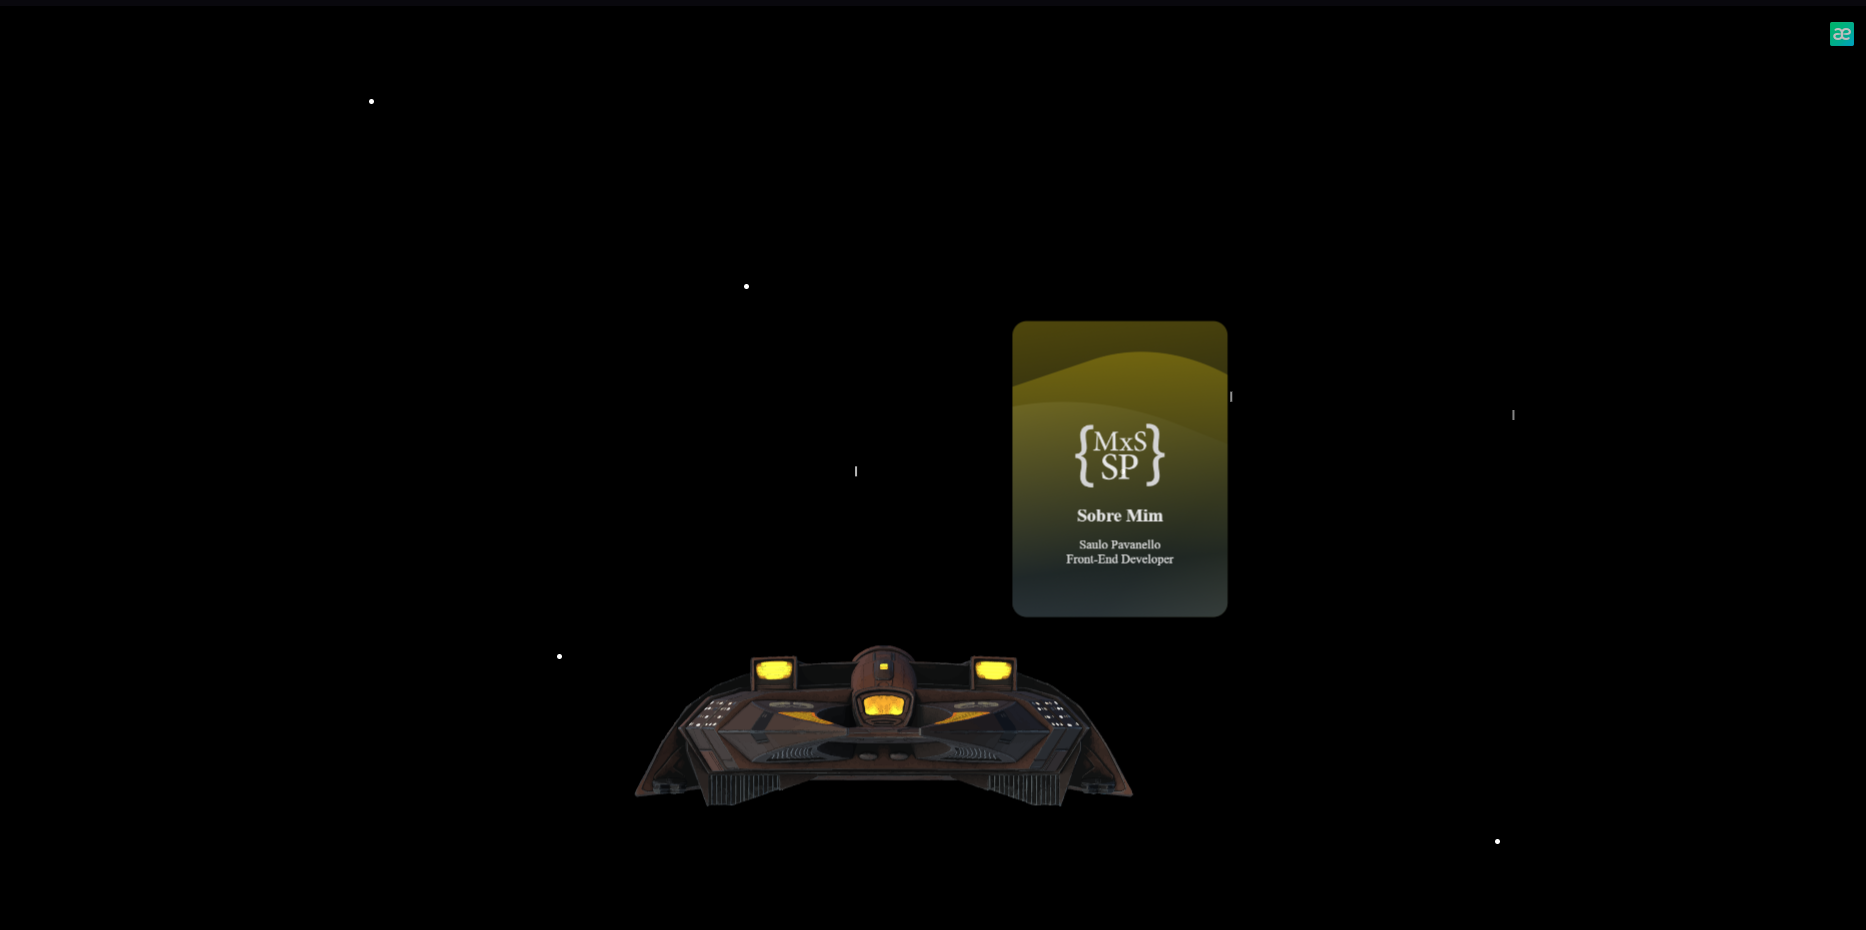 æ
{MxS
SP}
Sobre Mim
Saulo Pavanello
Front-End Developer